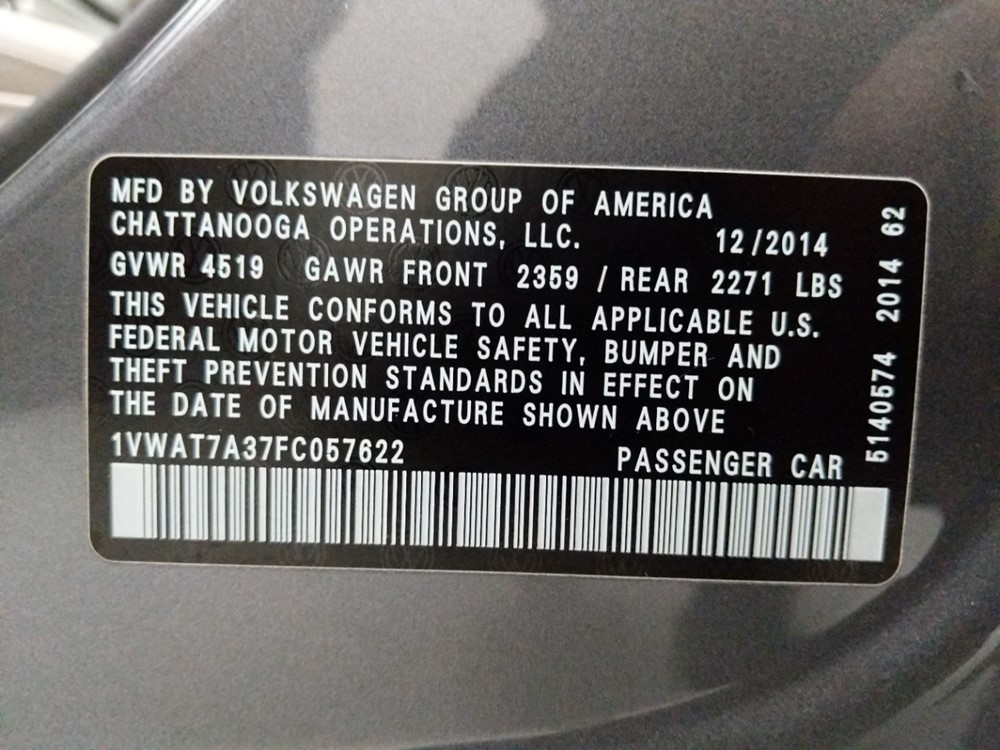 MFD BY VOLKSWAGEN GROUP OF AMERICA
CHATTANOOGA OPERATIONS, LLC. 12/2014
GVWR 4519 GAWR FRONT 2359 / REAR 2271 LBS
THIS VEHICLE CONFORMS TO ALL APPLICABLE U.S.
FEDERAL MOTOR VEHICLE SAFETY, BUMPER AND
THEFT PREVENTION STANDARDS IN EFFECT ON
THE DATE OF MANUFACTURE SHOWN ABOVE
1VWAT7A37FC057622 PASSENGER CAR
5140574 2014 62